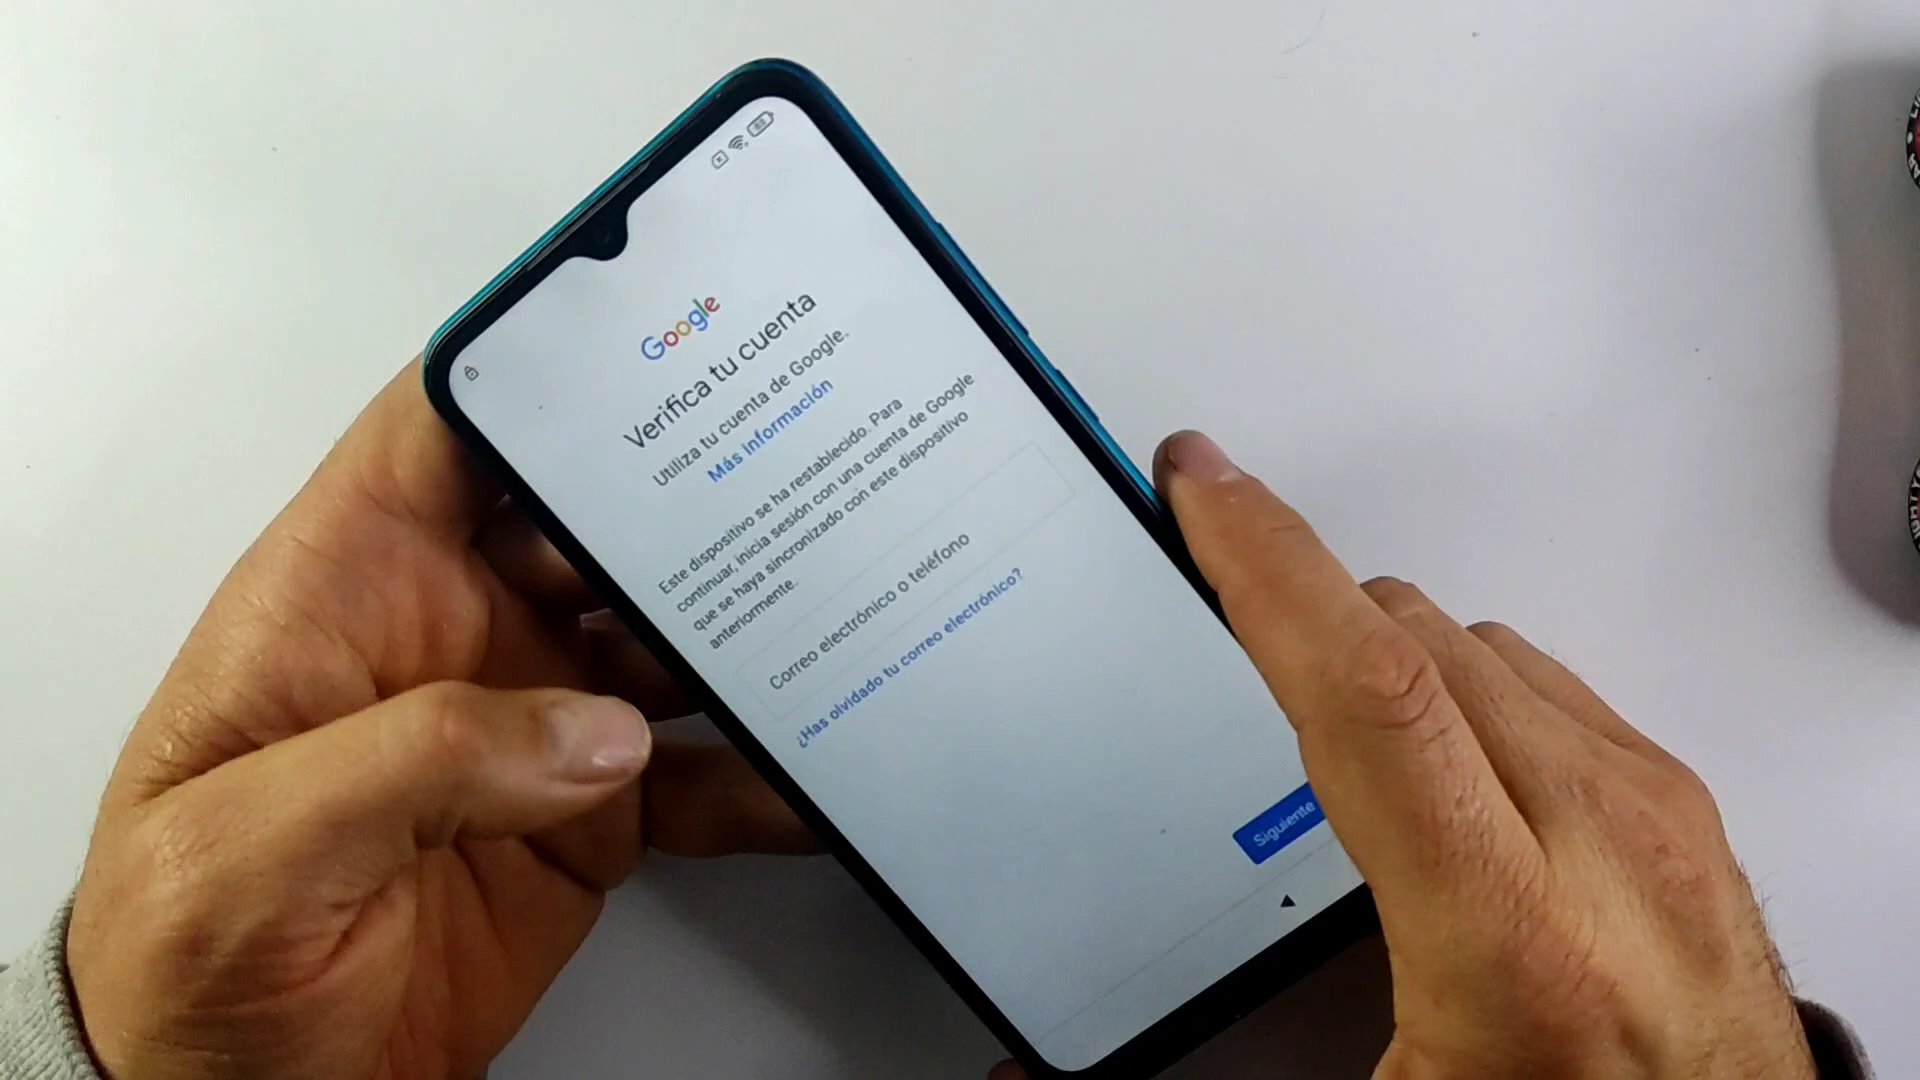 Google
Verifica tu cuenta
Utiliza tu cuenta de Google.
Más información
Este dispositivo se ha restablecido. Para
continuar, inicia sesión con una cuenta de Google
que se haya sincronizado con este dispositivo
anteriormente.
Correo electrónico o teléfono
¿Has olvidado tu correo electrónico?
Siguiente